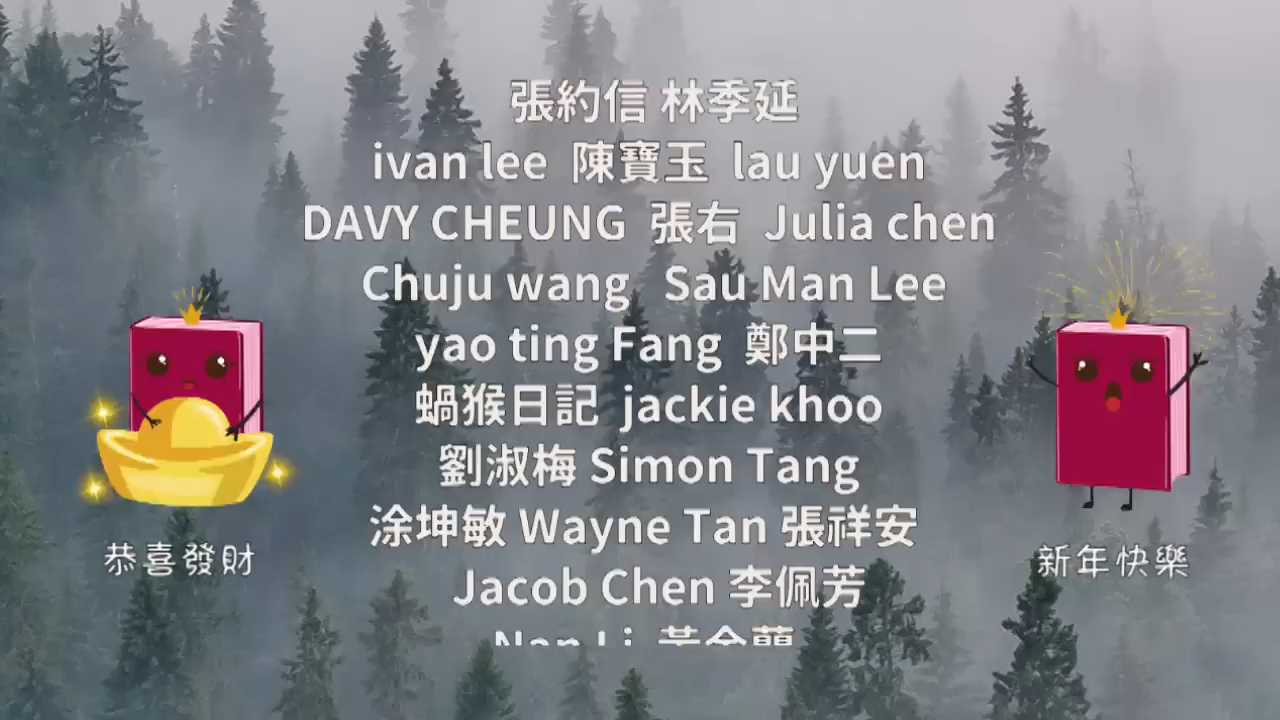 張約信 林季延
ivan lee 陳寶玉 lau yuen
DAVY CHEUNG 張右 Julia chen
Chuju wang Sau Man Lee
yao ting Fang 鄭中二
蝸猴日記 jackie khoo
劉淑梅 Simon Tang
涂坤敏 Wayne Tan 張祥安
Jacob Chen 李佩芳
恭喜發財
新年快樂